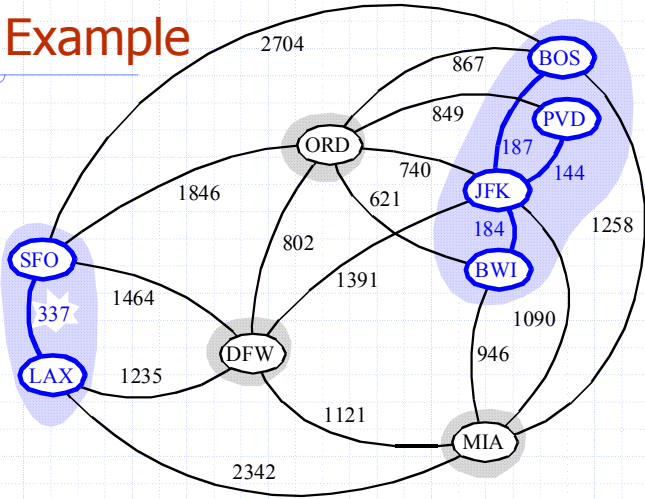 Example
2704
BOS
867
849
PVD
187
144
ORD
740
JFK
1846
621
184
1258
802
SFO
1391
BWI
1464
337
1090
DFW
946
LAX
1235
1121
MIA
2342